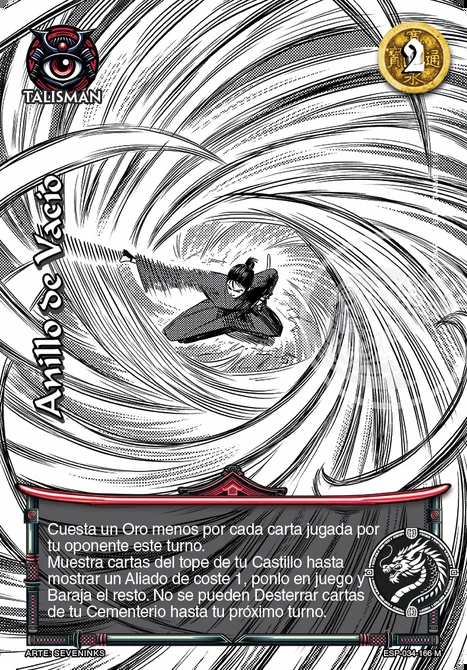 TALISMAN
2
Anillo de Vacío
Cuesta un Oro menos por cada carta jugada por
tu oponente este turno.
Muestra cartas del tope de tu Castillo hasta
mostrar un Aliado de coste 1, ponlo en juego y
Baraja el resto. No se pueden Desterrar cartas
de tu Cementerio hasta tu próximo turno.
ARTE: SEVENINKS
ESP-034-166 M